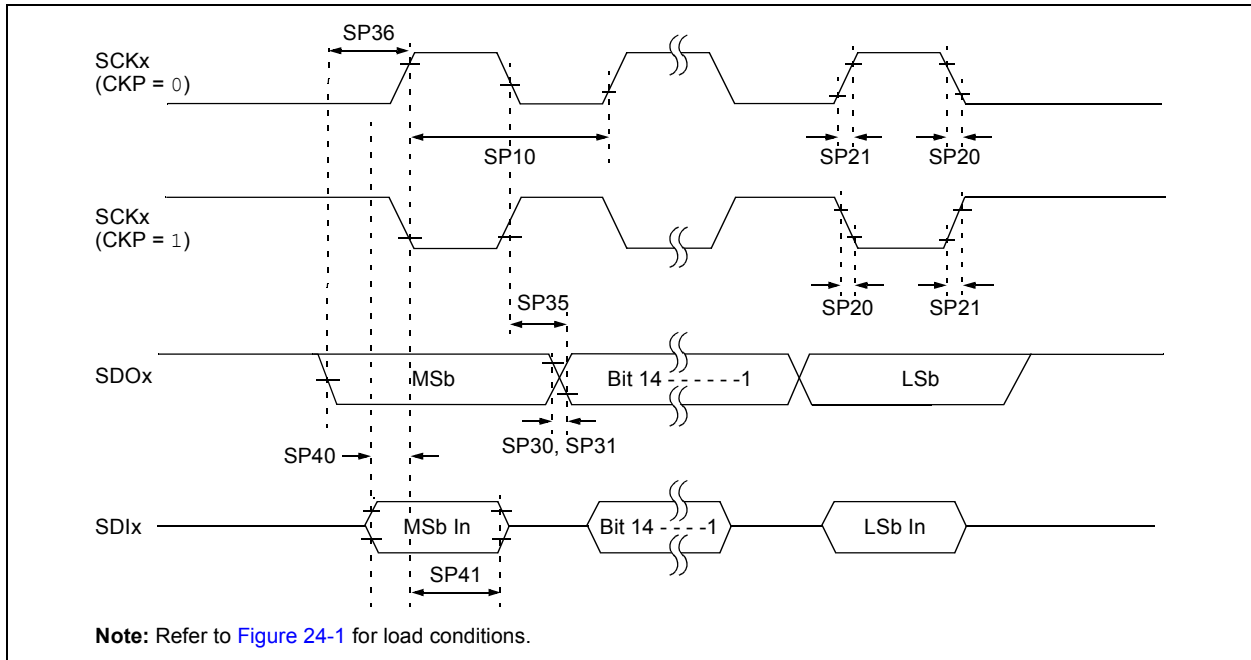 SP36
SCKx
(CKP = 0)
SP10
SP21
SP20
SCKx
(CKP = 1)
SP35
SP20
SP21
SDOx
MSb
Bit 14 - - - - - -1
LSb
SP30, SP31
SP40
SDIx
MSb In
Bit 14 - - - -1
LSb In
SP41
Note: Refer to Figure 24-1 for load conditions.